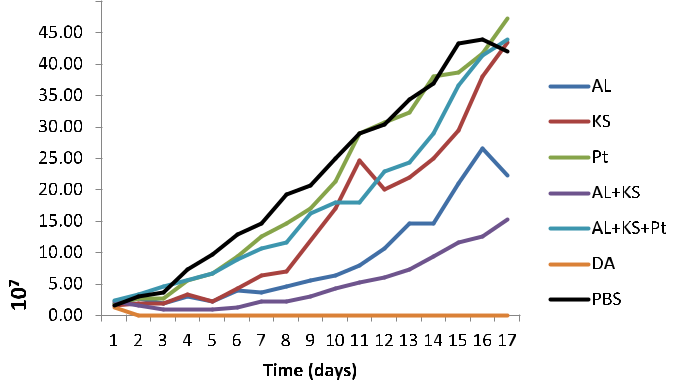 45.00
40.00
35.00
30.00
25.00
20.00
15.00
10.00
5.00
0.00
10⁷
1 2 3 4 5 6 7 8 9 10 11 12 13 14 15 16 17
Time (days)
AL
KS
Pt
AL+KS
AL+KS+Pt
DA
PBS